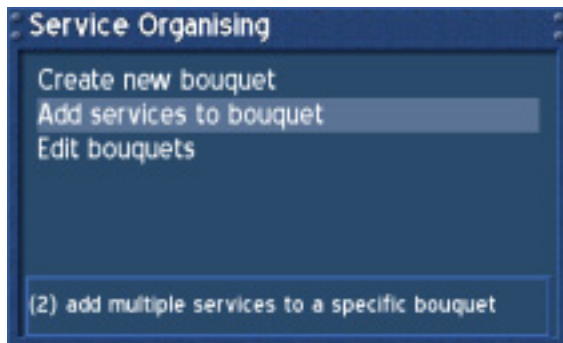 Service Organising
Create new bouquet
Add services to bouquet
Edit bouquets
(2) add multiple services to a specific bouquet